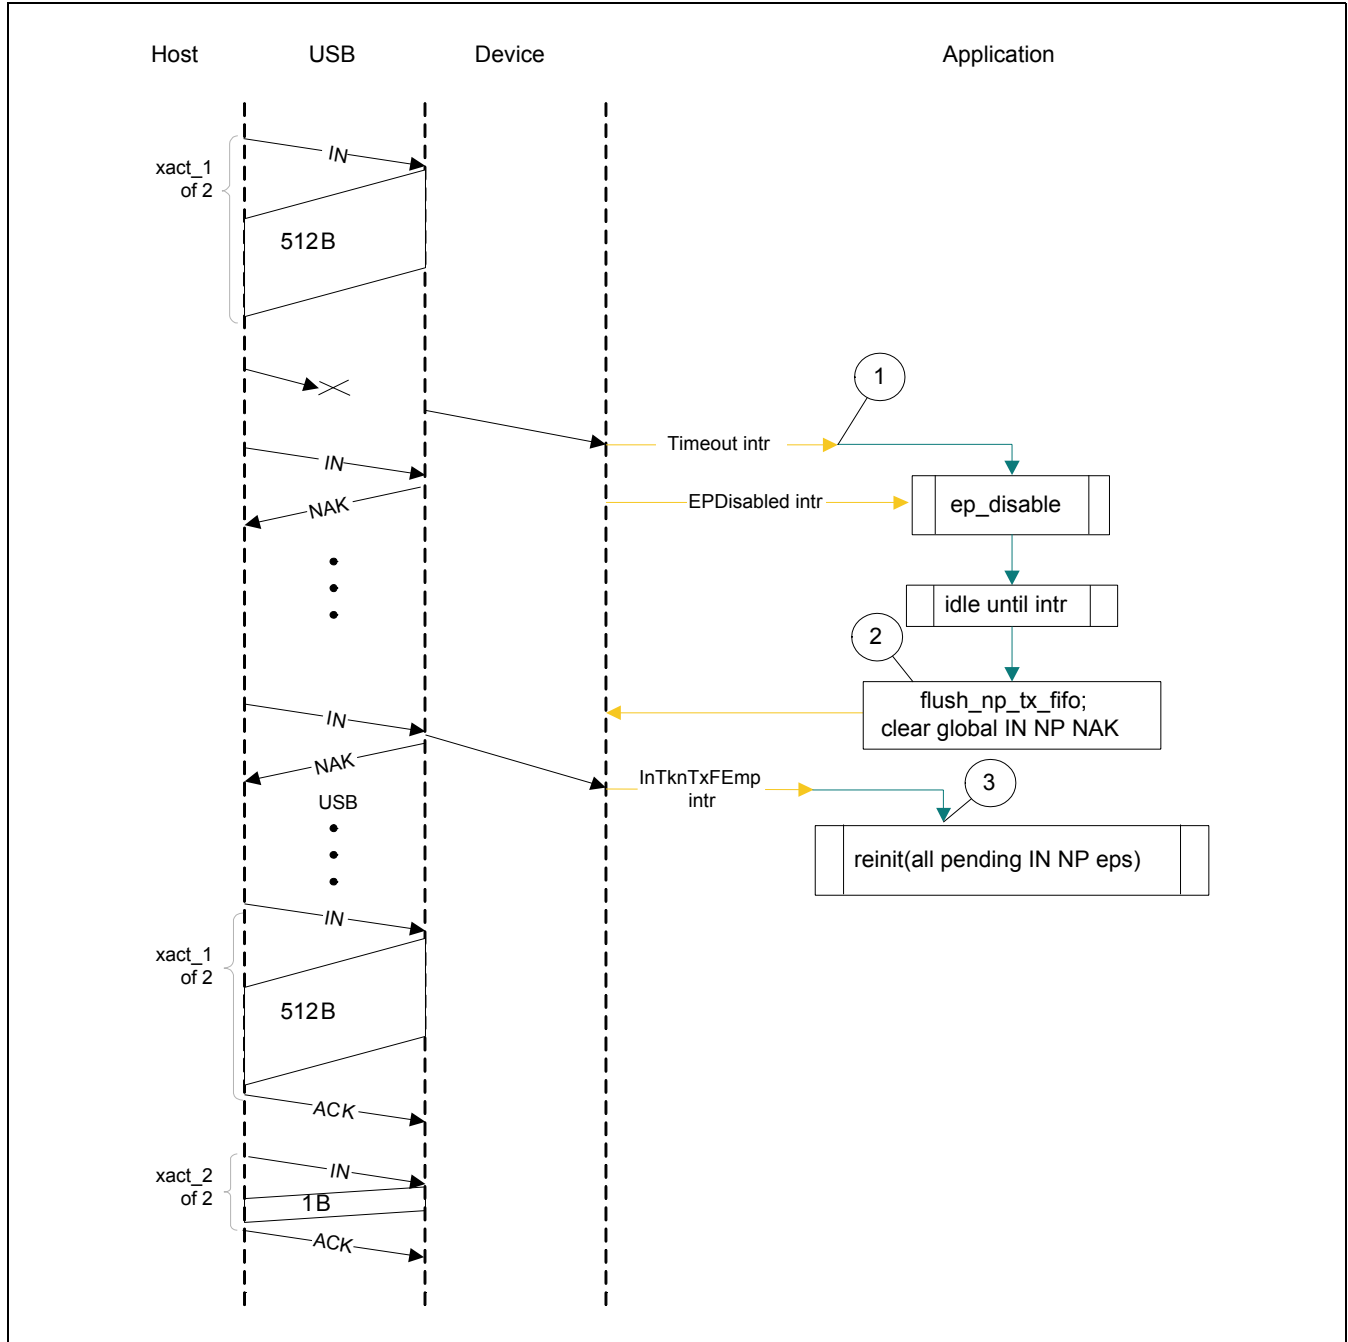 Host USB Device Application
IN
xact_1
of 2
512B
1
Timeout intr
IN
EPDisabled intr
ep_disable
NAK
idle until intr
2
flush_np_tx_fifo;
clear global IN NP NAK
IN
NAK
InTknTxFEmp
intr
3
USB
reinit(all pending IN NP eps)
IN
xact_1
of 2
512B
ACK
xact_2
of 2
IN
1B
ACK